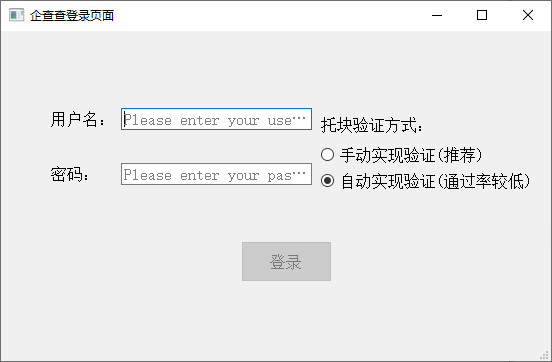 企查查登录页面
用户名：
Please enter your use…
托块验证方式：
手动实现验证(推荐)
密码：
Please enter your pas…
自动实现验证(通过率较低)
登录